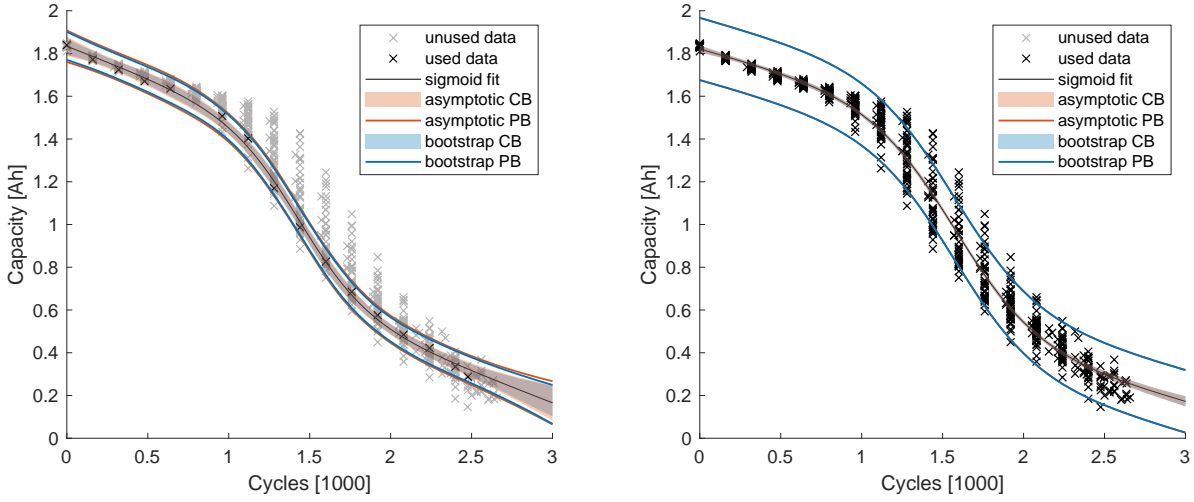 2
1.8
1.6
1.4
1.2
1
0.8
0.6
0.4
0.2
0
Capacity [Ah]
0 0.5 1 1.5 2 2.5 3
Cycles [1000]
unused data
used data
sigmoid fit
asymptotic CB
asymptotic PB
bootstrap CB
bootstrap PB
2
1.8
1.6
1.4
1.2
1
0.8
0.6
0.4
0.2
0
Capacity [Ah]
0 0.5 1 1.5 2 2.5 3
Cycles [1000]
unused data
used data
sigmoid fit
asymptotic CB
asymptotic PB
bootstrap CB
bootstrap PB